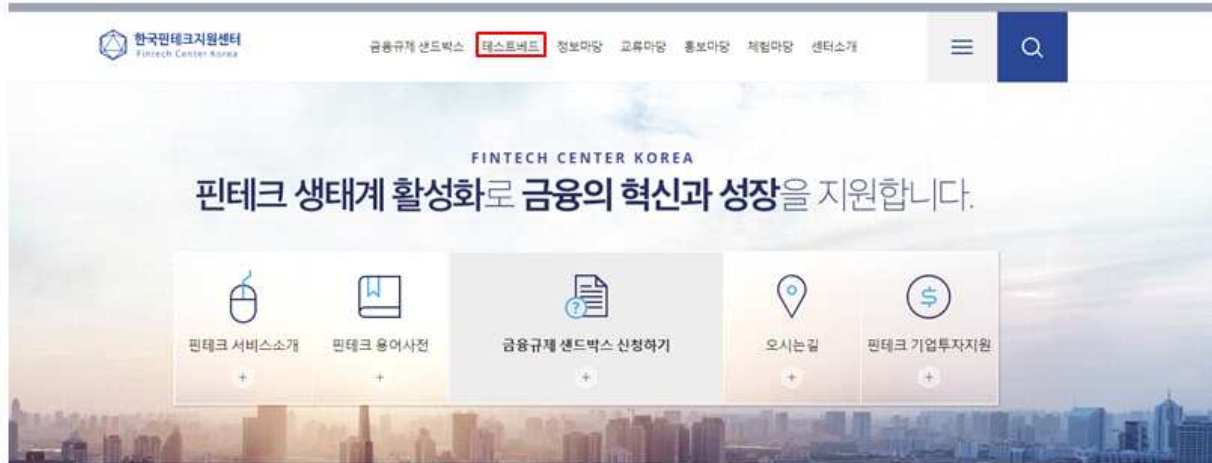 한국핀테크지원센터
Fintech Center Korea
금융규제 샌드박스 테스트베드 정보마당 교류마당 홍보마당 체험마당 센터소개
FINTECH CENTER KOREA
핀테크 생태계 활성화로 금융의 혁신과 성장을 지원합니다.
핀테크 서비스소개 핀테크 용어사전 금융규제 샌드박스 신청하기 오시는길 핀테크 기업투자지원